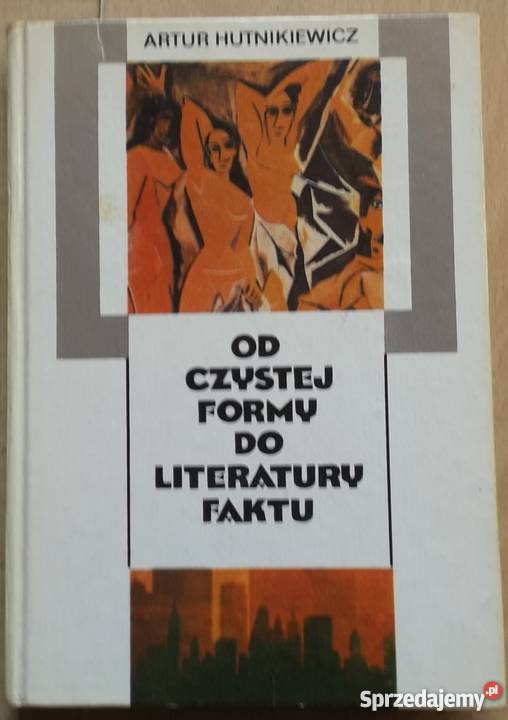 ARTUR HUTNIKIEWICZ
OD
CZYSTEJ
FORMY
DO
LITERATURY
FAKTU
Sprzedajemy.pl